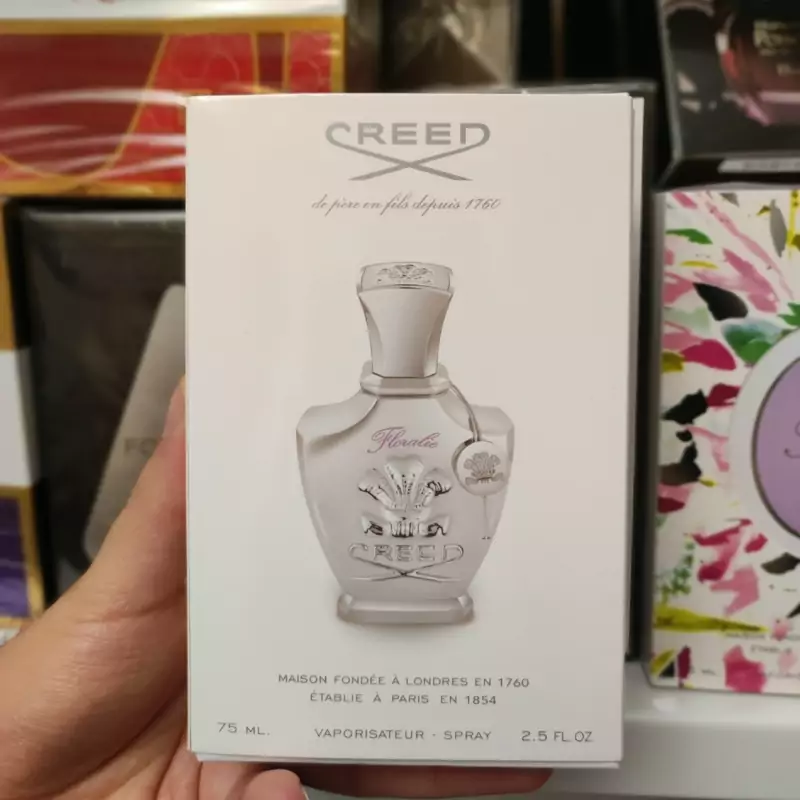 CREED
de père en fils depuis 1760
Floralie
CREED
MAISON FONDÉE À LONDRES EN 1760
ÉTABLIE À PARIS EN 1854
75 ML.
VAPORISATEUR - SPRAY
2.5 FL.OZ